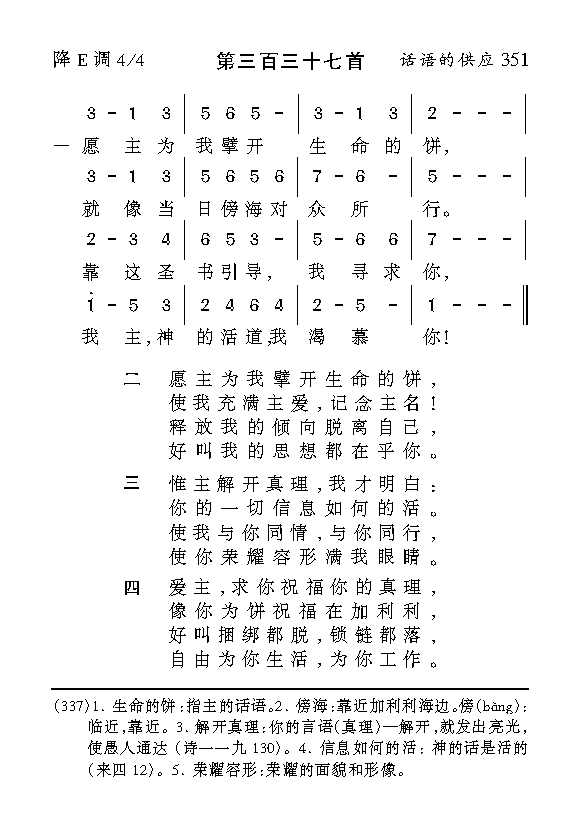 降E调4/4 第三百三十七首 话语的供应 351
3 - 1 3 | 5 6 5 - | 3 - 1 3 | 2 - - - |
一 愿 主 为 我 擘 开 生 命 的 饼,
3 - 1 3 | 5 6 5 6 | 7 - 6 - | 5 - - - |
就 像 当 日 傍 海 对 众 所 行。
2 - 3 4 | 6 5 3 - | 5 - 6 6 | 7 - - - |
靠 这 圣 书 引 导, 我 寻 求 你,
i - 5 3 | 2 4 6 4 | 2 - 5 - | 1 - - - ‖
我 主, 神 的 活 道, 我 渴 慕 你!
二 愿主为我擘开生命的饼,
使我充满主爱,记念主名!
释放我的倾向脱离自己,
好叫我的思想都在乎你。
三 惟主解开真理,我才明白:
你的一切信息如何的活。
使我与你同情,与你同行,
使你荣耀容形满我眼睛。
四 爱主,求你祝福你的真理,
像你为饼祝福在加利利,
好叫捆绑都脱,锁链都落,
自由为你生活,为你工作。
(337)1. 生命的饼:指主的话语。2. 傍海:靠近加利利海边。傍(bàng):
临近,靠近。3. 解开真理:你的言语(真理)一解开,就发出亮光,
使愚人通达(诗一一九130)。4. 信息如何的活:神的话是活的
(来四12)。5. 荣耀容形:荣耀的面貌和形像。